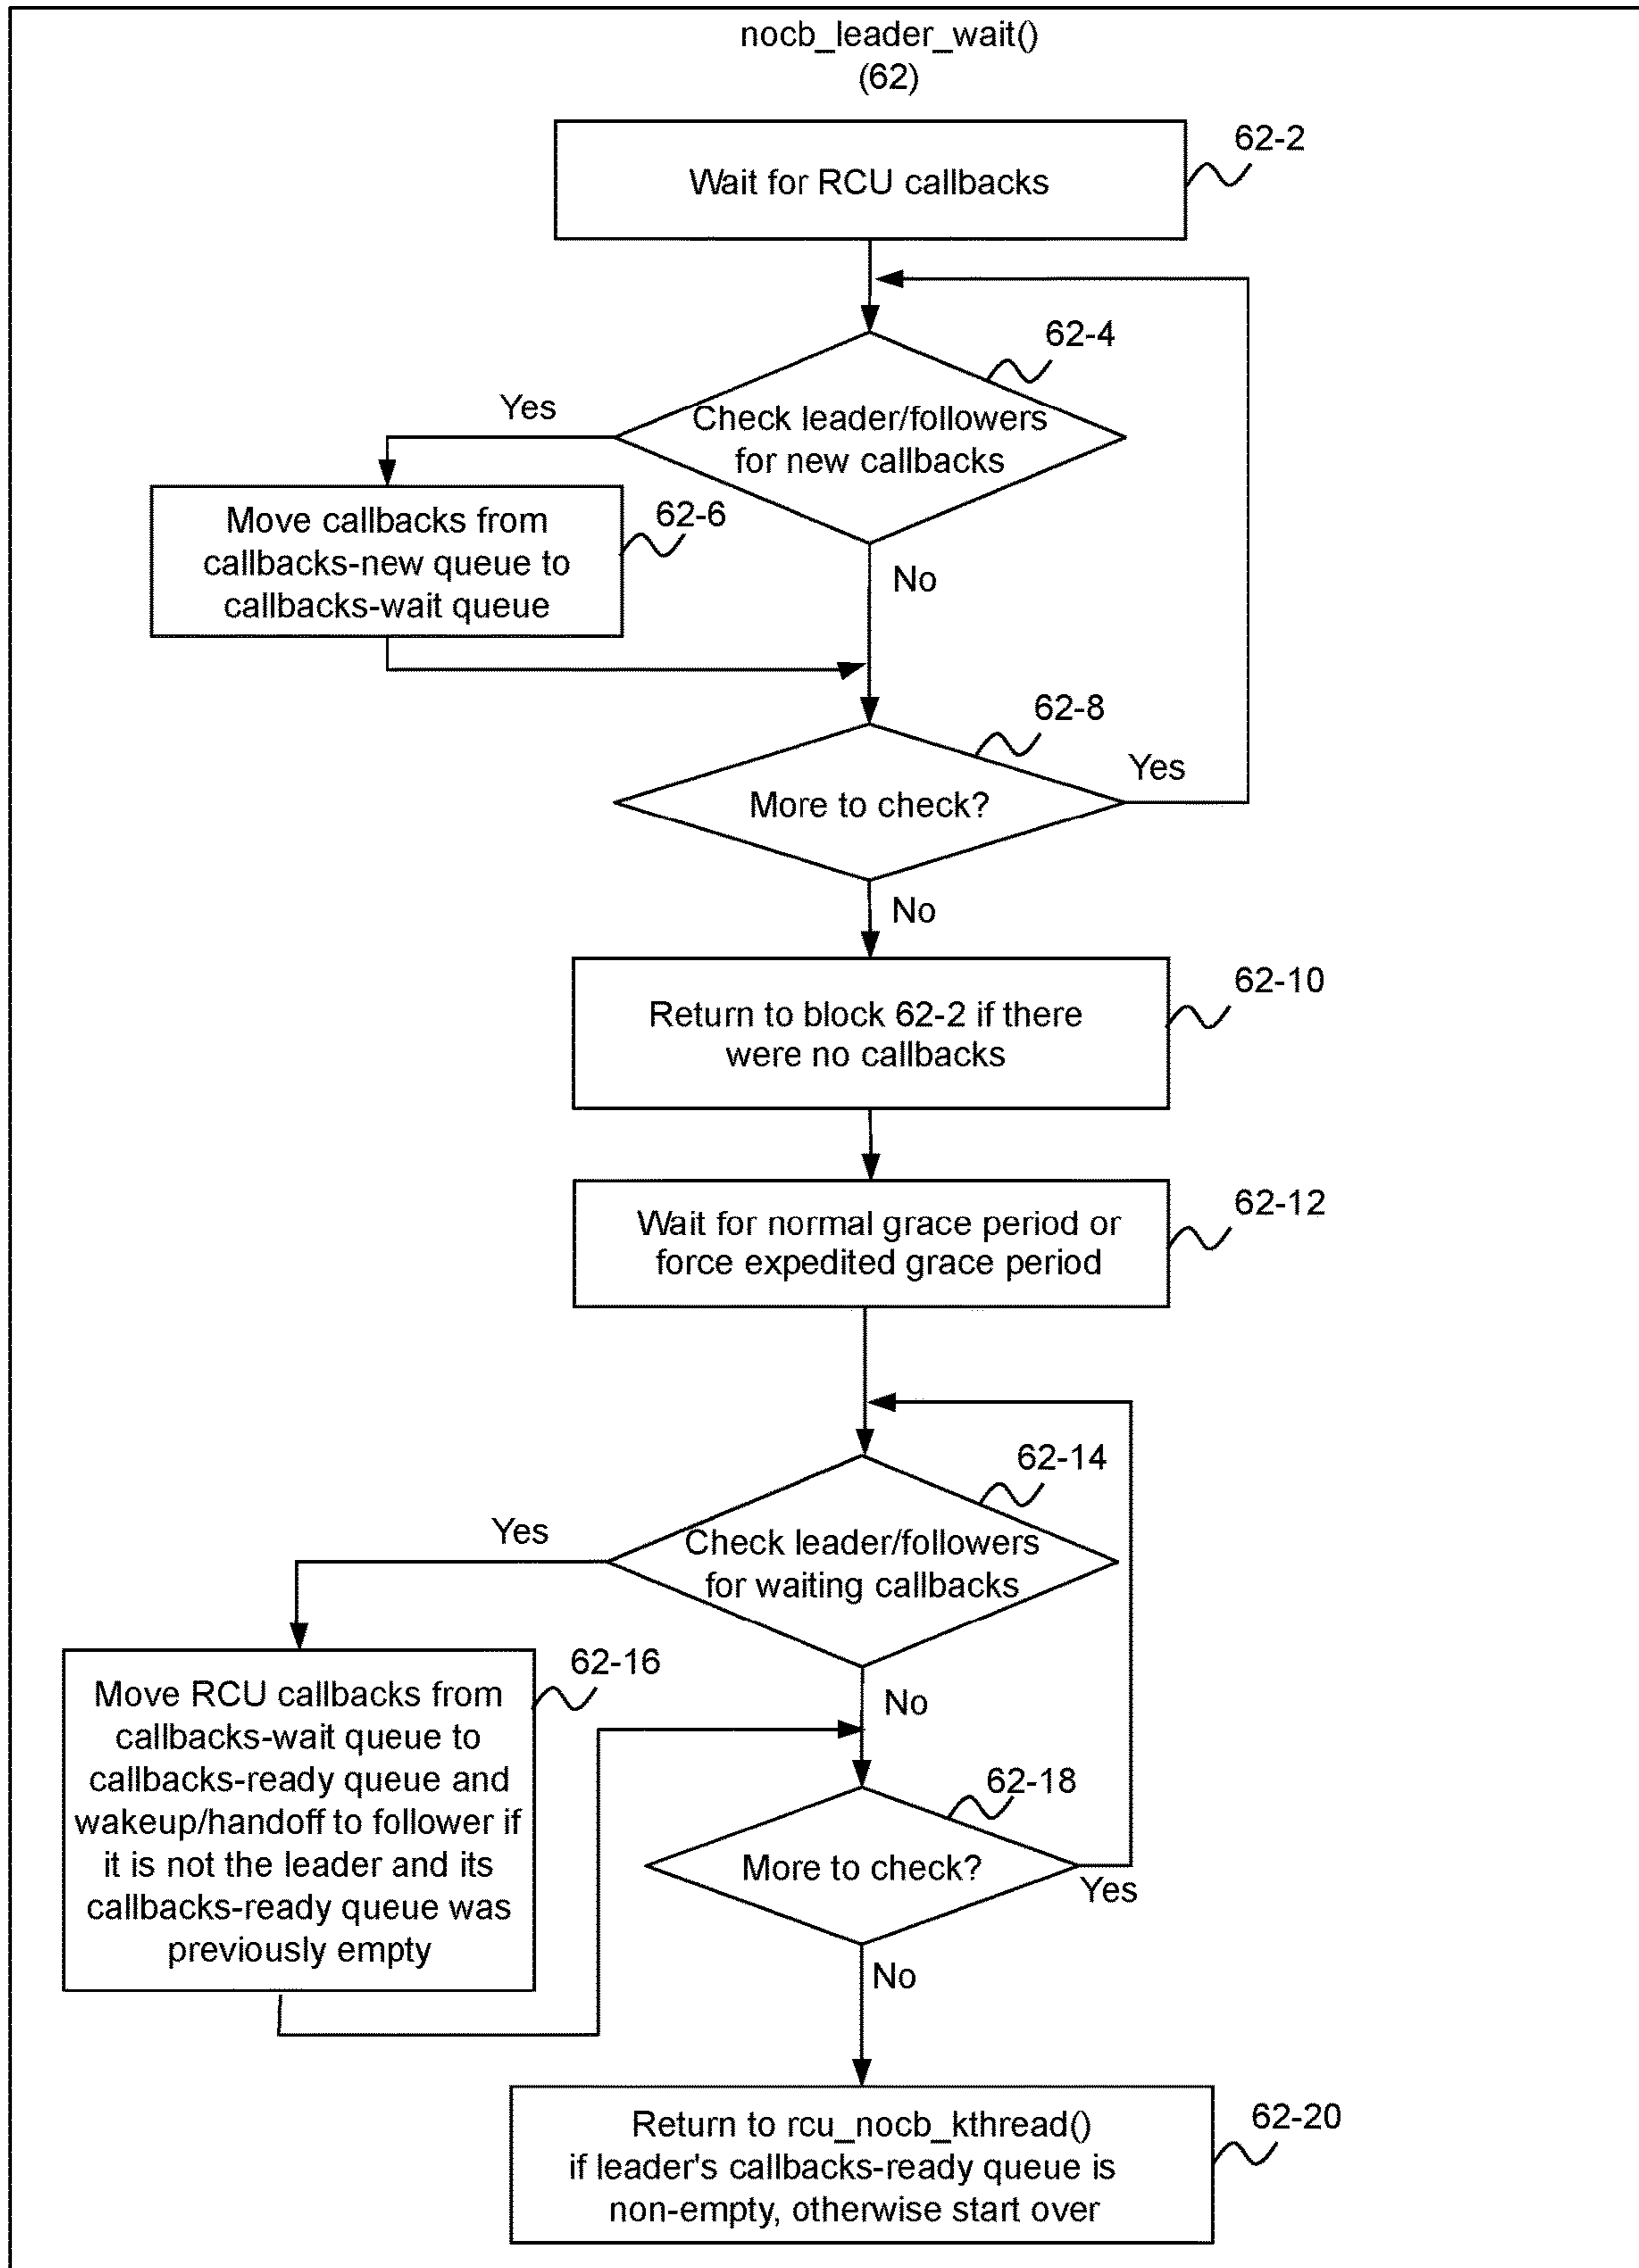 nocb_leader_wait()
(62)
62-2
Wait for RCU callbacks
62-4
Yes
Check leader/followers
for new callbacks
Move callbacks from
callbacks-new queue to
callbacks-wait queue
62-6
No
62-8
Yes
More to check?
No
62-10
Return to block 62-2 if there
were no callbacks
62-12
Wait for normal grace period or
force expedited grace period
62-14
Yes
Check leader/followers
for waiting callbacks
62-16
Move RCU callbacks from
callbacks-wait queue to
callbacks-ready queue and
wakeup/handoff to follower if
it is not the leader and its
callbacks-ready queue was
previously empty
No
62-18
More to check?
Yes
No
62-20
Return to rcu_nocb_kthread()
if leader's callbacks-ready queue is
non-empty, otherwise start over